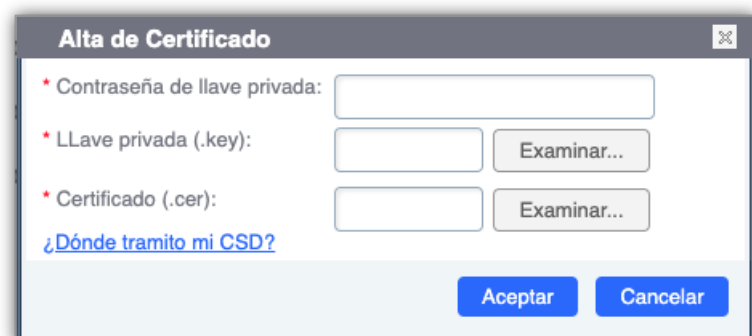 Alta de Certificado
* Contraseña de llave privada:
* LLave privada (.key):
Examinar...
* Certificado (.cer):
Examinar...
¿Dónde tramito mi CSD?
Aceptar
Cancelar